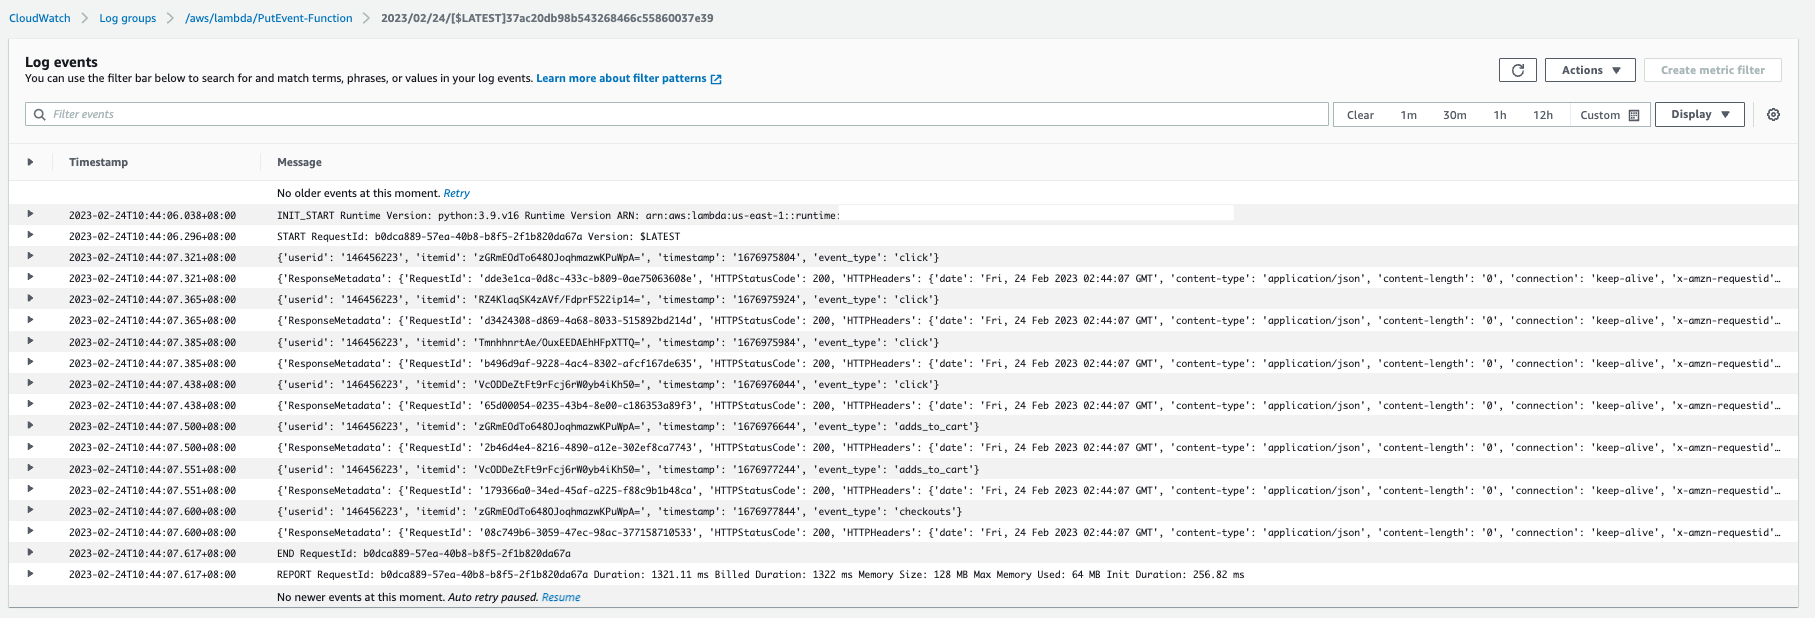 CloudWatch > Log groups > /aws/lambda/PutEvent-Function > 2023/02/24/[$LATEST]37ac20db98b543268466c55860037e39
Log events
You can use the filter bar below to search for and match terms, phrases, or values in your log events. Learn more about filter patterns
Actions ▼ Create metric filter
Filter events Clear 1m 30m 1h 12h Custom Display ▼
Timestamp Message
No older events at this moment. Retry
2023-02-24T10:44:06.038+08:00 INIT_START Runtime Version: python:3.9.v16 Runtime Version ARN: arn:aws:lambda:us-east-1::runtime:
2023-02-24T10:44:06.296+08:00 START RequestId: b0dca889-57ea-40b8-b8f5-2f1b820da67a Version: $LATEST
2023-02-24T10:44:07.321+08:00 {'userid': '146456223', 'itemid': 'zGRmEOdTo648OJoqhmazwKPuWpA=', 'timestamp': '1676975804', 'event_type': 'click'}
2023-02-24T10:44:07.321+08:00 {'ResponseMetadata': {'RequestId': 'dde3e1ca-0d8c-433c-b809-0ae75063608e', 'HTTPStatusCode': 200, 'HTTPHeaders': {'date': 'Fri, 24 Feb 2023 02:44:07 GMT', 'content-type': 'application/json', 'content-length': '0', 'connection': 'keep-alive', 'x-amzn-requestid'…
2023-02-24T10:44:07.365+08:00 {'userid': '146456223', 'itemid': 'RZ4KlaqSK4zAVf/FdprF522ip14=', 'timestamp': '1676975924', 'event_type': 'click'}
2023-02-24T10:44:07.365+08:00 {'ResponseMetadata': {'RequestId': 'd3424308-d869-4a68-8033-515892bd214d', 'HTTPStatusCode': 200, 'HTTPHeaders': {'date': 'Fri, 24 Feb 2023 02:44:07 GMT', 'content-type': 'application/json', 'content-length': '0', 'connection': 'keep-alive', 'x-amzn-requestid'…
2023-02-24T10:44:07.385+08:00 {'userid': '146456223', 'itemid': 'TmnhhnrtAe/OuxEEDAEhHFpXTTQ=', 'timestamp': '1676975984', 'event_type': 'click'}
2023-02-24T10:44:07.385+08:00 {'ResponseMetadata': {'RequestId': 'b496d9af-9228-4ac4-8302-afcf167de635', 'HTTPStatusCode': 200, 'HTTPHeaders': {'date': 'Fri, 24 Feb 2023 02:44:07 GMT', 'content-type': 'application/json', 'content-length': '0', 'connection': 'keep-alive', 'x-amzn-requestid'…
2023-02-24T10:44:07.438+08:00 {'userid': '146456223', 'itemid': 'VcODDeZtFt9rFcj6rW0yb4iKh50=', 'timestamp': '1676976044', 'event_type': 'click'}
2023-02-24T10:44:07.438+08:00 {'ResponseMetadata': {'RequestId': '65d00054-0235-43b4-8e00-c186353a89f3', 'HTTPStatusCode': 200, 'HTTPHeaders': {'date': 'Fri, 24 Feb 2023 02:44:07 GMT', 'content-type': 'application/json', 'content-length': '0', 'connection': 'keep-alive', 'x-amzn-requestid'…
2023-02-24T10:44:07.500+08:00 {'userid': '146456223', 'itemid': 'zGRmEOdTo648OJoqhmazwKPuWpA=', 'timestamp': '1676976644', 'event_type': 'adds_to_cart'}
2023-02-24T10:44:07.500+08:00 {'ResponseMetadata': {'RequestId': '2b46d4e4-8216-4890-a12e-302ef8ca7743', 'HTTPStatusCode': 200, 'HTTPHeaders': {'date': 'Fri, 24 Feb 2023 02:44:07 GMT', 'content-type': 'application/json', 'content-length': '0', 'connection': 'keep-alive', 'x-amzn-requestid'…
2023-02-24T10:44:07.551+08:00 {'userid': '146456223', 'itemid': 'VcODDeZtFt9rFcj6rW0yb4iKh50=', 'timestamp': '1676977244', 'event_type': 'adds_to_cart'}
2023-02-24T10:44:07.551+08:00 {'ResponseMetadata': {'RequestId': '179366a0-34ed-45af-a225-f88c9b1b48ca', 'HTTPStatusCode': 200, 'HTTPHeaders': {'date': 'Fri, 24 Feb 2023 02:44:07 GMT', 'content-type': 'application/json', 'content-length': '0', 'connection': 'keep-alive', 'x-amzn-requestid'…
2023-02-24T10:44:07.600+08:00 {'userid': '146456223', 'itemid': 'zGRmEOdTo648OJoqhmazwKPuWpA=', 'timestamp': '1676977844', 'event_type': 'checkouts'}
2023-02-24T10:44:07.600+08:00 {'ResponseMetadata': {'RequestId': '08c749b6-3059-47ec-98ac-377158710533', 'HTTPStatusCode': 200, 'HTTPHeaders': {'date': 'Fri, 24 Feb 2023 02:44:07 GMT', 'content-type': 'application/json', 'content-length': '0', 'connection': 'keep-alive', 'x-amzn-requestid'…
2023-02-24T10:44:07.617+08:00 END RequestId: b0dca889-57ea-40b8-b8f5-2f1b820da67a
2023-02-24T10:44:07.617+08:00 REPORT RequestId: b0dca889-57ea-40b8-b8f5-2f1b820da67a Duration: 1321.11 ms Billed Duration: 1322 ms Memory Size: 128 MB Max Memory Used: 64 MB Init Duration: 256.82 ms
No newer events at this moment. Auto retry paused. Resume